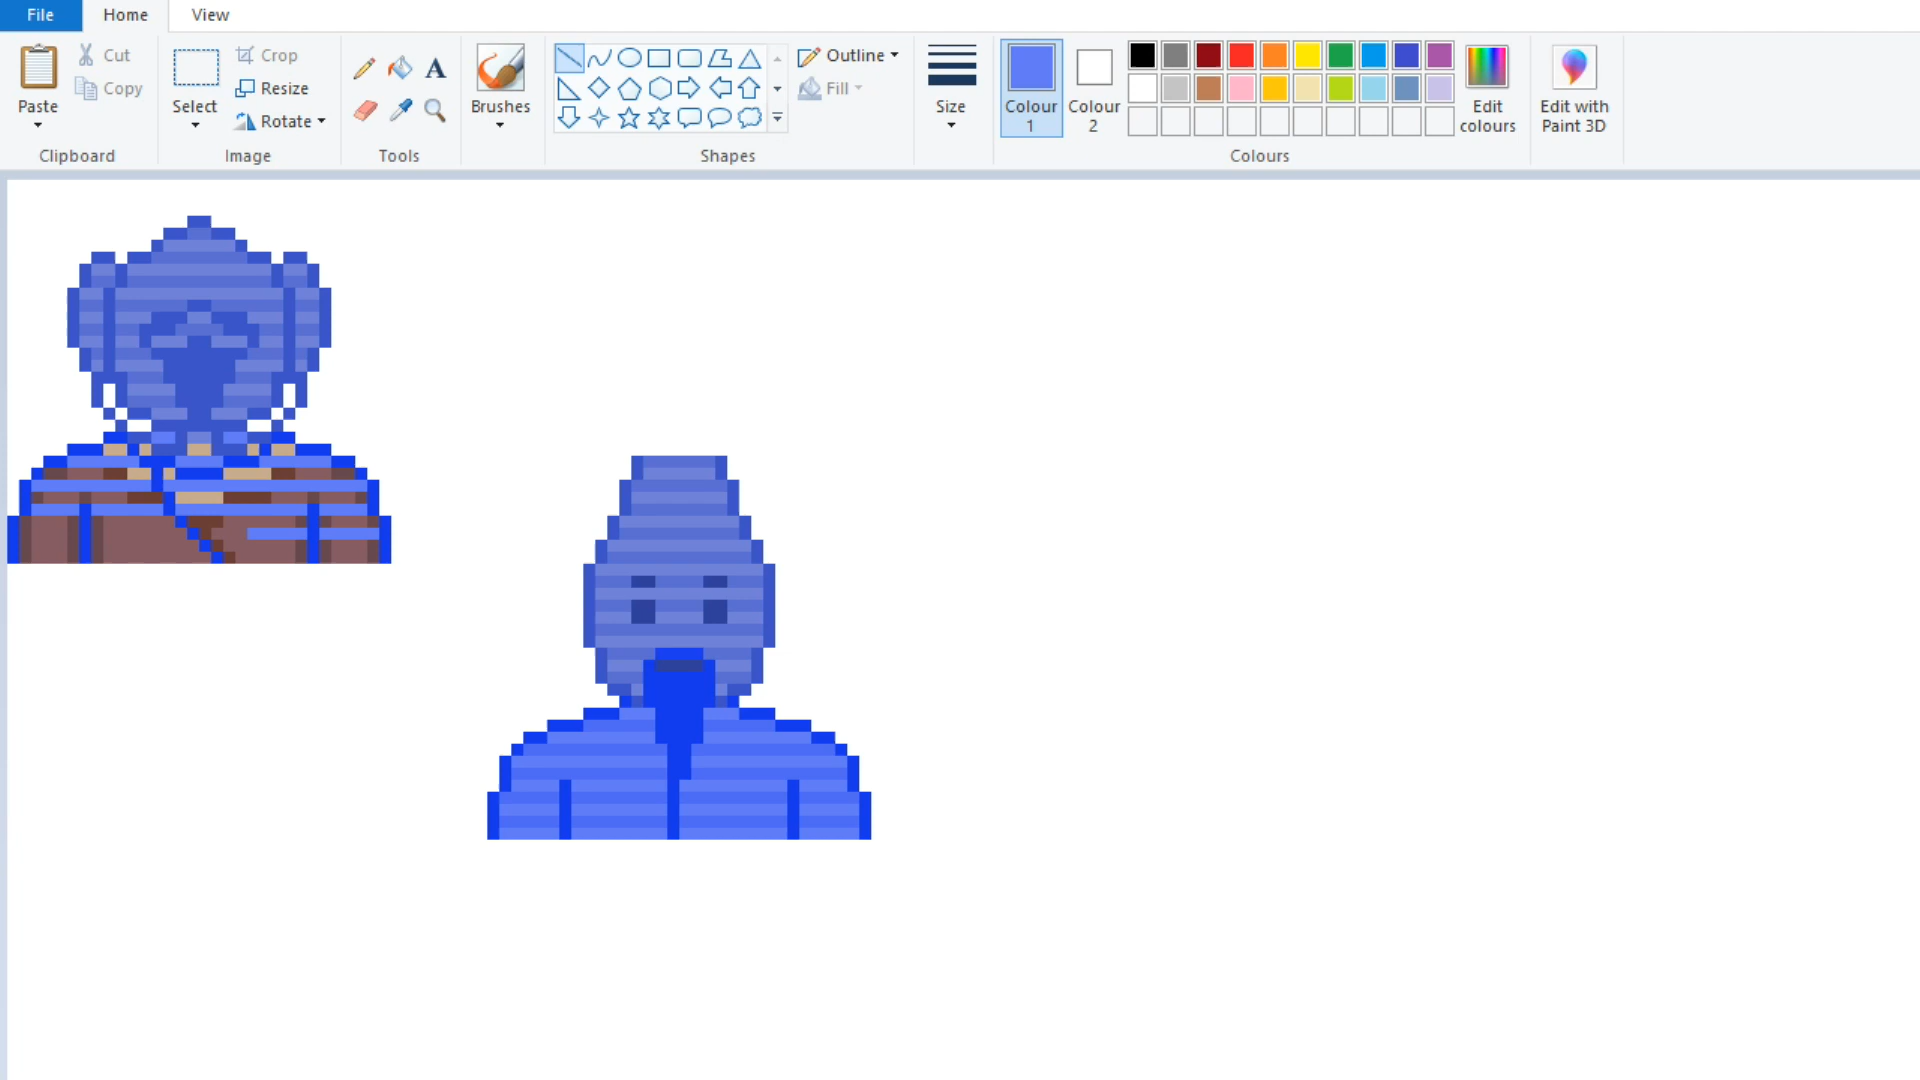 File Home View
Paste
Cut
Copy
Clipboard
Select
Crop
Resize
Rotate
Image
A
Tools
Brushes
Shapes
Outline
Fill
Size
Colour
1
Colour
2
Edit
colours
Colours
Edit with
Paint 3D